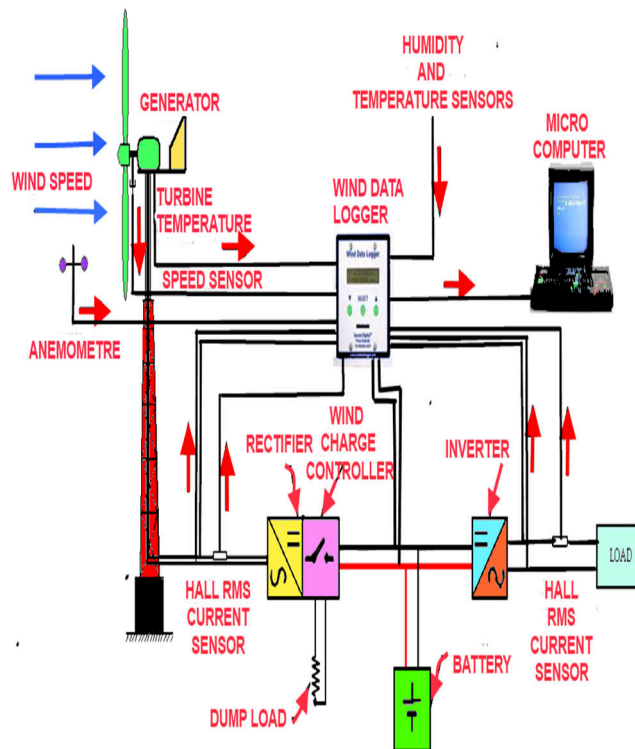 HUMIDITY
AND
TEMPERATURE SENSORS
GENERATOR
MICRO
COMPUTER
WIND SPEED
TURBINE
TEMPERATURE
WIND DATA
LOGGER
Wind Data Logger
SELECT
SPEED SENSOR
ANEMOMETRE
RECTIFIER
WIND
CHARGE
CONTROLLER
INVERTER
LOAD
HALL RMS
CURRENT
SENSOR
HALL
RMS
CURRENT
SENSOR
BATTERY
DUMP LOAD